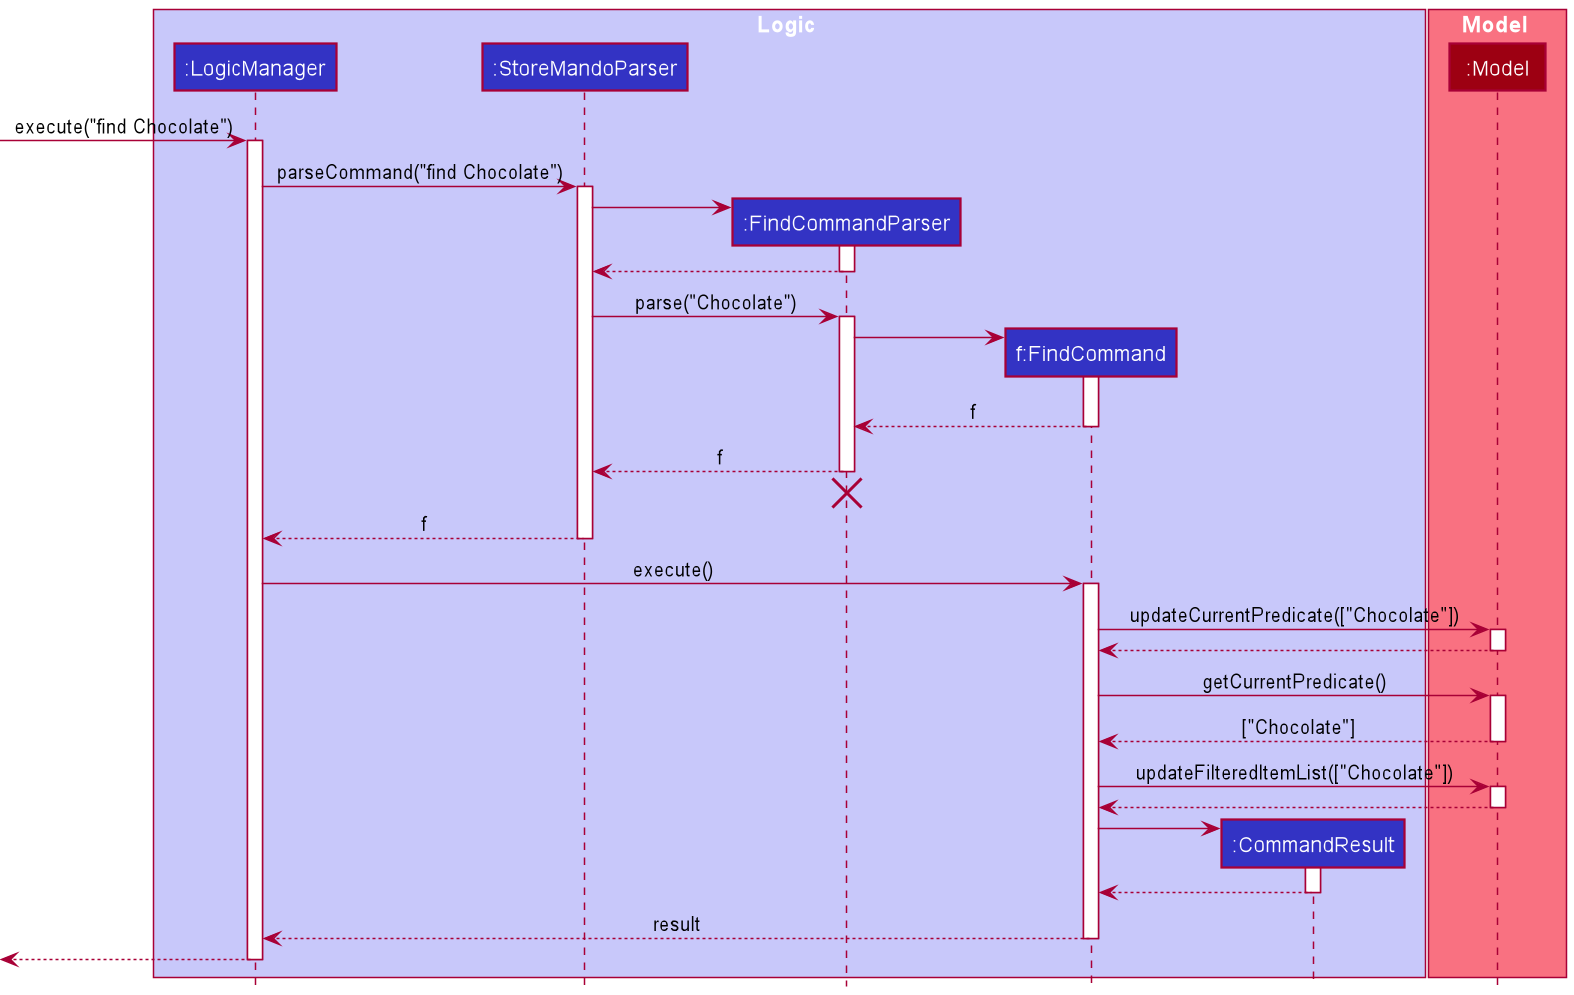 Logic
Model
:LogicManager
:StoreMandoParser
:Model
execute("find Chocolate")
parseCommand("find Chocolate")
:FindCommandParser
parse("Chocolate")
f:FindCommand
f
f
f
execute()
updateCurrentPredicate(["Chocolate"])
getCurrentPredicate()
["Chocolate"]
updateFilteredItemList(["Chocolate"])
:CommandResult
result